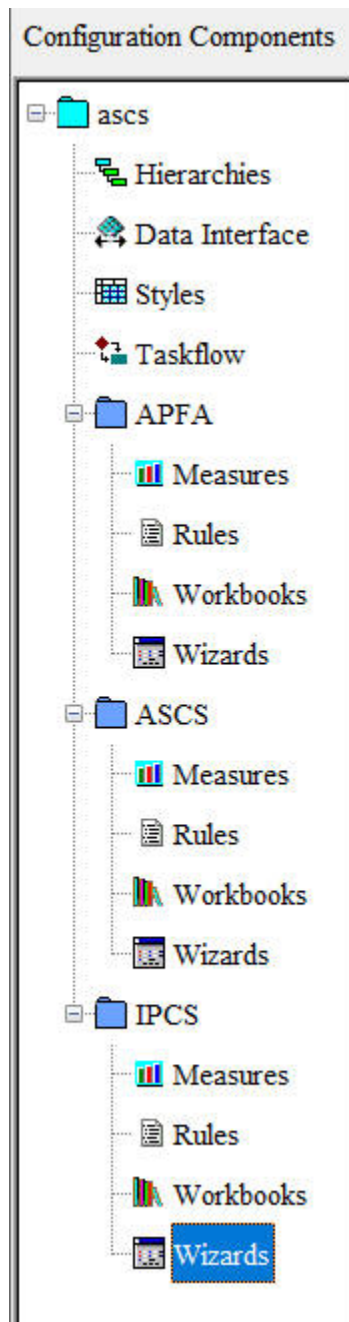 Configuration Components
ascs
Hierarchies
Data Interface
Styles
Taskflow
APFA
Measures
Rules
Workbooks
Wizards
ASCS
Measures
Rules
Workbooks
Wizards
IPCS
Measures
Rules
Workbooks
Wizards